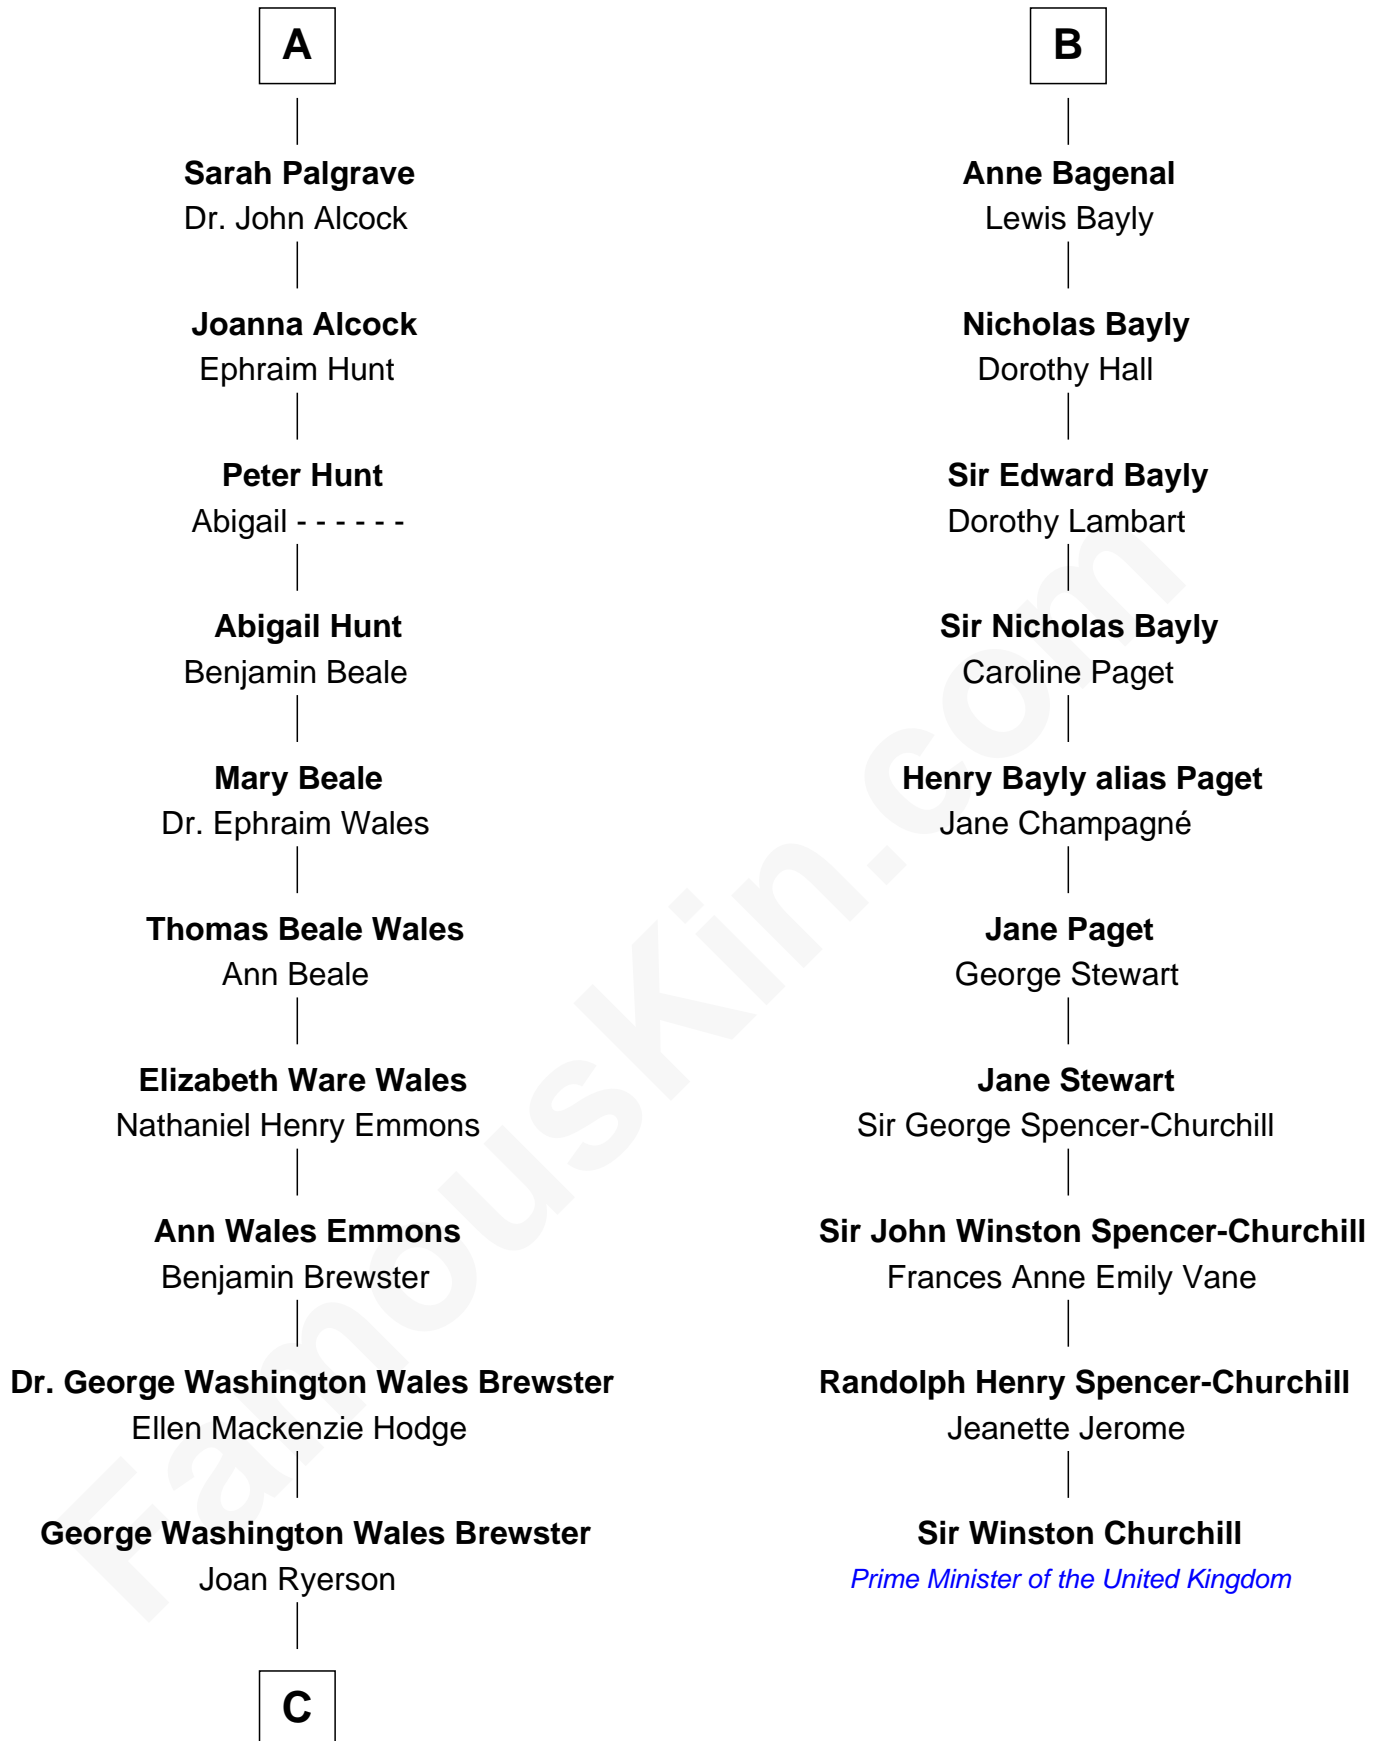 A
Sarah Palgrave
Dr. John Alcock
Joanna Alcock
Ephraim Hunt
Peter Hunt
Abigail - - - - - -
Abigail Hunt
Benjamin Beale
Mary Beale
Dr. Ephraim Wales
Thomas Beale Wales
Ann Beale
Elizabeth Ware Wales
Nathaniel Henry Emmons
Ann Wales Emmons
Benjamin Brewster
Dr. George Washington Wales Brewster
Ellen Mackenzie Hodge
George Washington Wales Brewster
Joan Ryerson
C
B
Anne Bagenal
Lewis Bayly
Nicholas Bayly
Dorothy Hall
Sir Edward Bayly
Dorothy Lambart
Sir Nicholas Bayly
Caroline Paget
Henry Bayly alias Paget
Jane Champagné
Jane Paget
George Stewart
Jane Stewart
Sir George Spencer-Churchill
Sir John Winston Spencer-Churchill
Frances Anne Emily Vane
Randolph Henry Spencer-Churchill
Jeanette Jerome
Sir Winston Churchill
Prime Minister of the United Kingdom
FamousKin.com